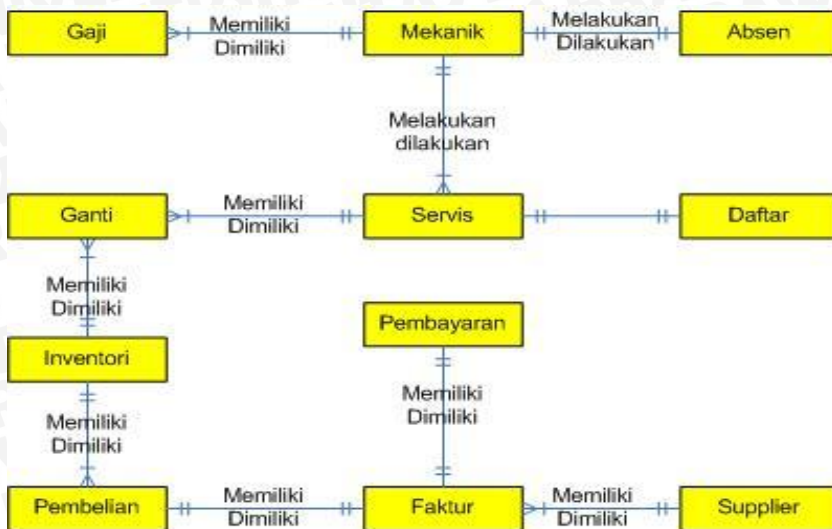 Gaji
Memiliki
Dimiliki
Mekanik
Melakukan
Dilakukan
Absen
Melakukan
dilakukan
Ganti
Memiliki
Dimiliki
Servis
Daftar
Memiliki
Dimiliki
Pembayaran
Inventori
Memiliki
Dimiliki
Memiliki
Dimiliki
Pembelian
Memiliki
Dimiliki
Faktur
Memiliki
Dimiliki
Supplier